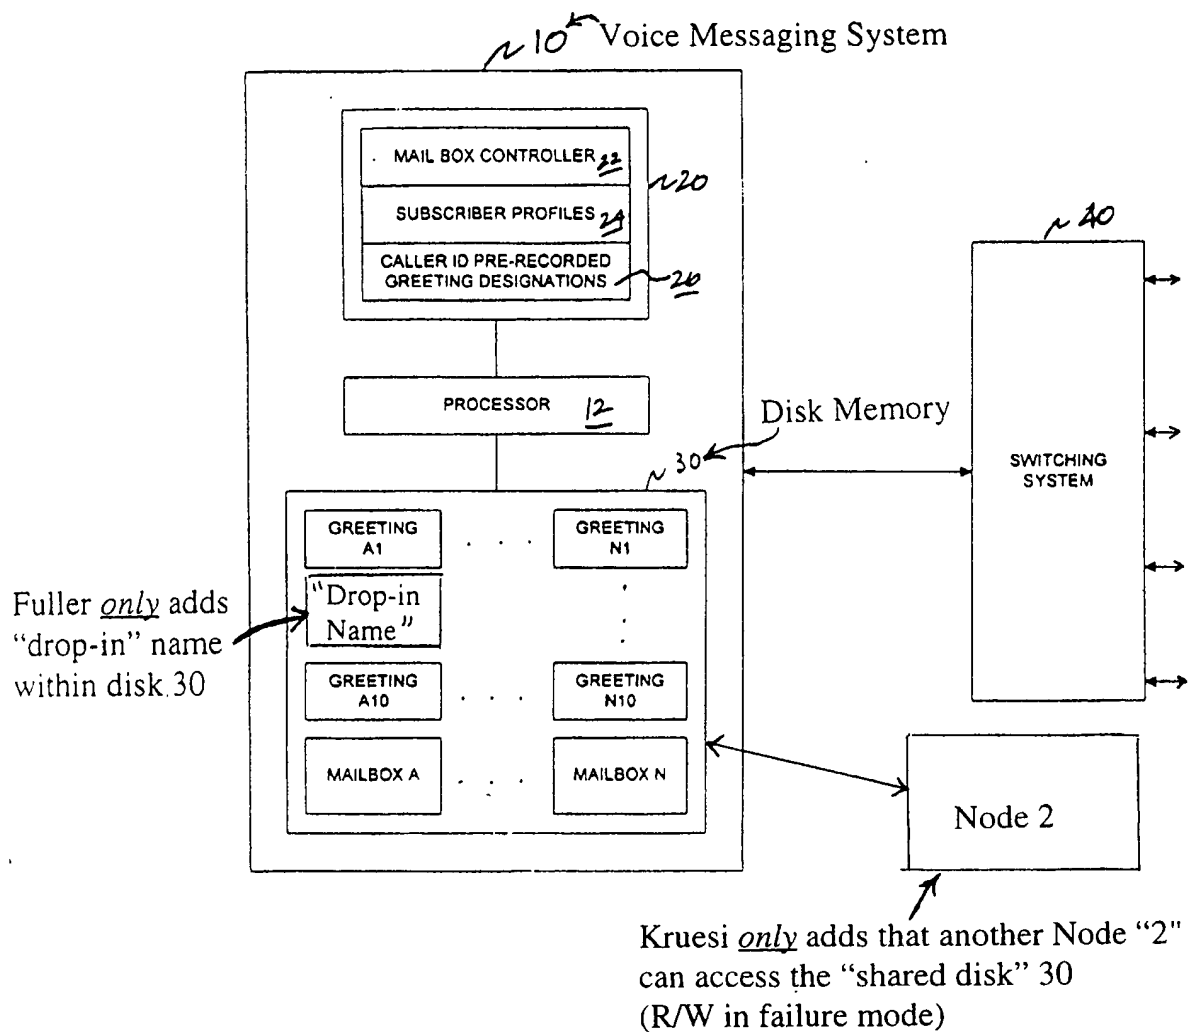 10 Voice Messaging System
MAIL BOX CONTROLLER 22
20
SUBSCRIBER PROFILES 24
CALLER ID PRE-RECORDED
GREETING DESIGNATIONS 26
40
PROCESSOR 12
Disk Memory
30
SWITCHING
SYSTEM
GREETING
A1
. . .
GREETING
N1
Fuller only adds
“drop-in” name
within disk 30
“Drop-in
Name”
GREETING
A10
. . .
GREETING
N10
MAILBOX A
. . .
MAILBOX N
Node 2
Kruesi only adds that another Node “2"
can access the “shared disk” 30
(R/W in failure mode)